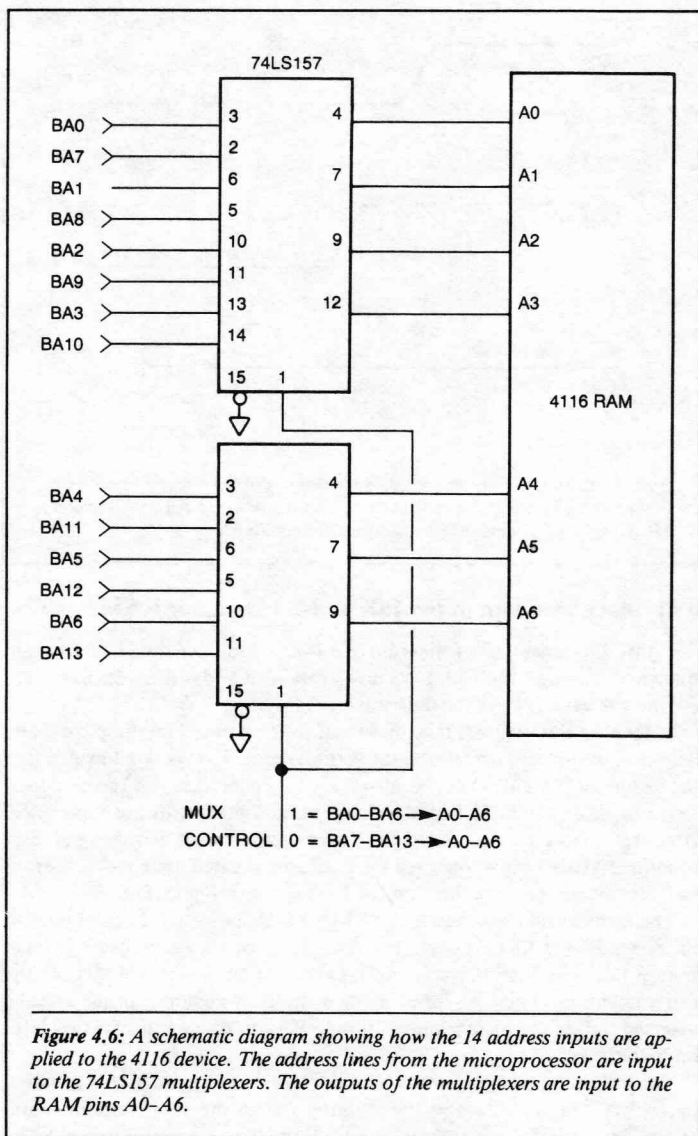 74LS157
BA0 3 4 A0
BA7 2
BA1 6 7 A1
BA8 5
BA2 10 9 A2
BA9 11
BA3 13 12 A3
BA10 14
15 1
4116 RAM
BA4 3 4 A4
BA11 2
BA5 6 7 A5
BA12 5
BA6 10 9 A6
BA13 11
15 1
MUX 1 = BA0–BA6 → A0–A6
CONTROL 0 = BA7–BA13 → A0–A6
Figure 4.6: A schematic diagram showing how the 14 address inputs are ap-
plied to the 4116 device. The address lines from the microprocessor are input
to the 74LS157 multiplexers. The outputs of the multiplexers are input to the
RAM pins A0–A6.